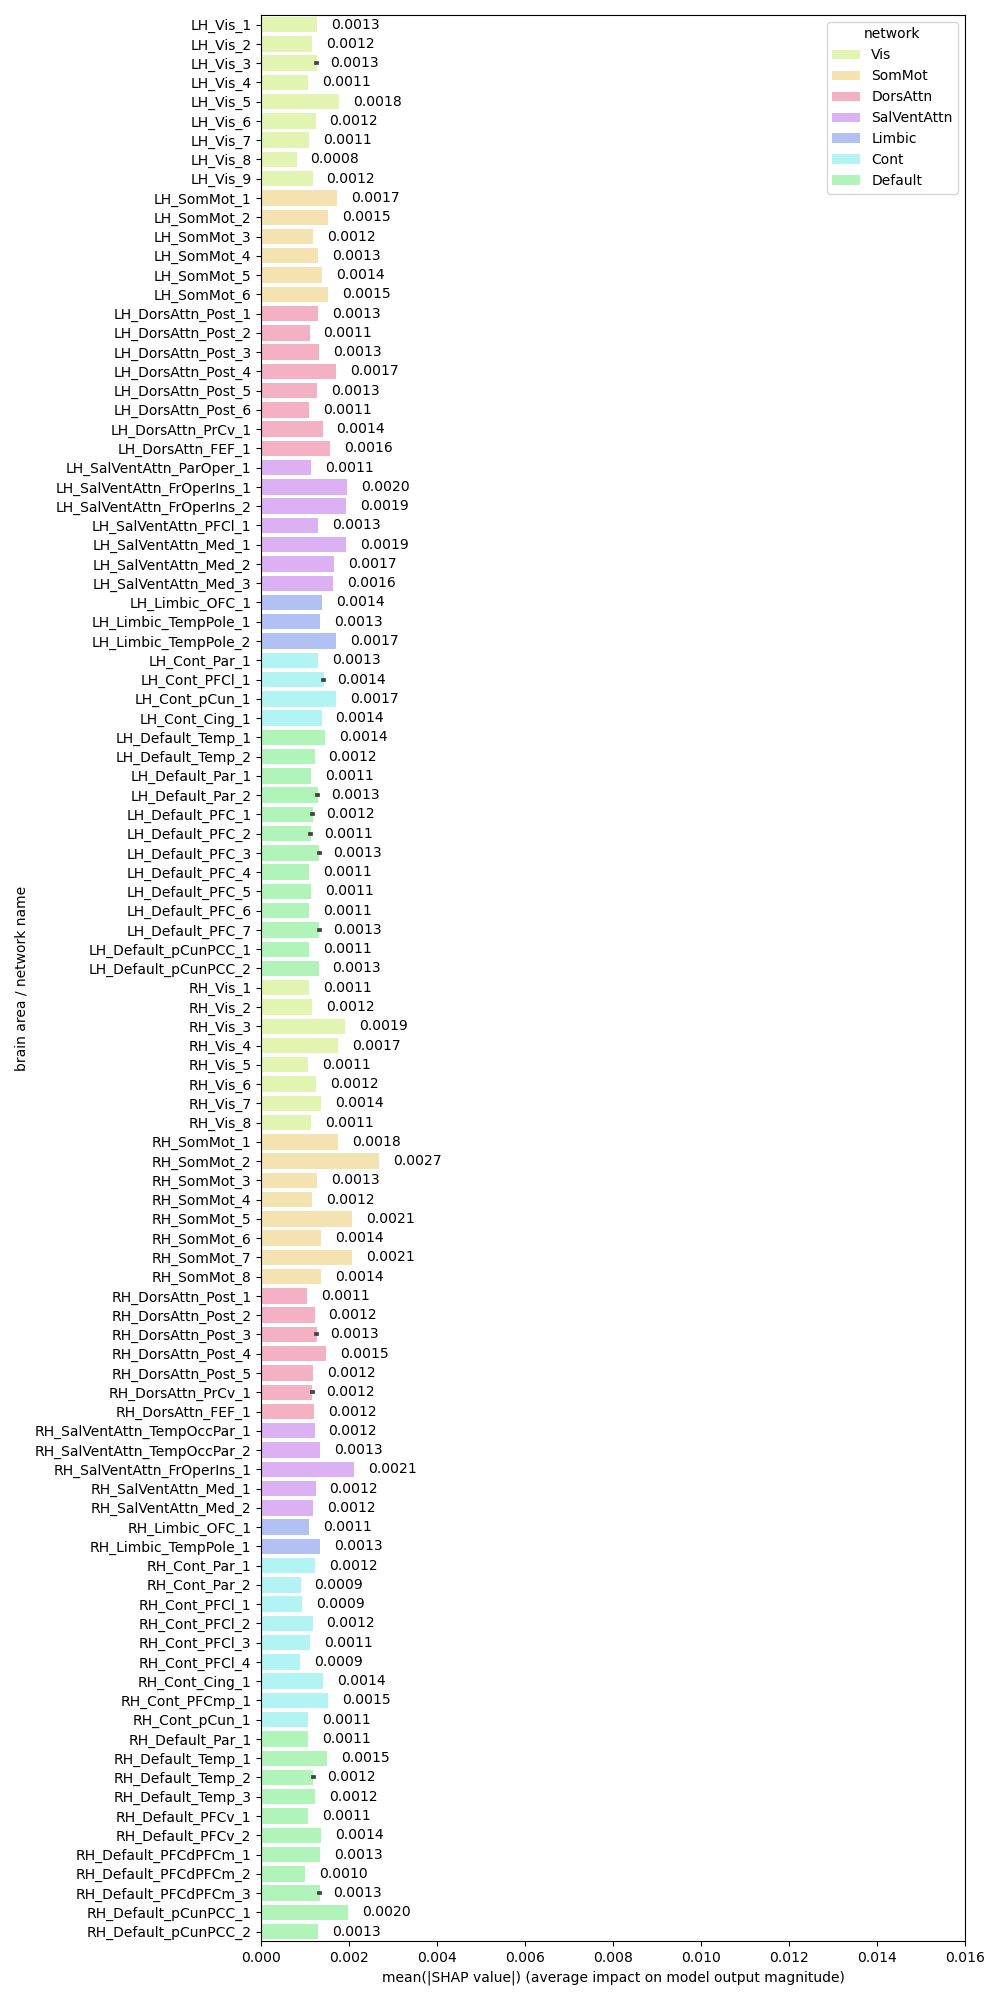 LH_Vis_1 0.0013
LH_Vis_2 0.0012
LH_Vis_3 0.0013
LH_Vis_4 0.0011
LH_Vis_5 0.0018
LH_Vis_6 0.0012
LH_Vis_7 0.0011
LH_Vis_8 0.0008
LH_Vis_9 0.0012
LH_SomMot_1 0.0017
LH_SomMot_2 0.0015
LH_SomMot_3 0.0012
LH_SomMot_4 0.0013
LH_SomMot_5 0.0014
LH_SomMot_6 0.0015
LH_DorsAttn_Post_1 0.0013
LH_DorsAttn_Post_2 0.0011
LH_DorsAttn_Post_3 0.0013
LH_DorsAttn_Post_4 0.0017
LH_DorsAttn_Post_5 0.0013
LH_DorsAttn_Post_6 0.0011
LH_DorsAttn_PrCv_1 0.0014
LH_DorsAttn_FEF_1 0.0016
LH_SalVentAttn_ParOper_1 0.0011
LH_SalVentAttn_FrOperIns_1 0.0020
LH_SalVentAttn_FrOperIns_2 0.0019
LH_SalVentAttn_PFCl_1 0.0013
LH_SalVentAttn_Med_1 0.0019
LH_SalVentAttn_Med_2 0.0017
LH_SalVentAttn_Med_3 0.0016
LH_Limbic_OFC_1 0.0014
LH_Limbic_TempPole_1 0.0013
LH_Limbic_TempPole_2 0.0017
LH_Cont_Par_1 0.0013
LH_Cont_PFCl_1 0.0014
LH_Cont_pCun_1 0.0017
LH_Cont_Cing_1 0.0014
LH_Default_Temp_1 0.0014
LH_Default_Temp_2 0.0012
LH_Default_Par_1 0.0011
LH_Default_Par_2 0.0013
LH_Default_PFC_1 0.0012
LH_Default_PFC_2 0.0011
LH_Default_PFC_3 0.0013
LH_Default_PFC_4 0.0011
LH_Default_PFC_5 0.0011
LH_Default_PFC_6 0.0011
LH_Default_PFC_7 0.0013
LH_Default_pCunPCC_1 0.0011
LH_Default_pCunPCC_2 0.0013
RH_Vis_1 0.0011
RH_Vis_2 0.0012
RH_Vis_3 0.0019
RH_Vis_4 0.0017
RH_Vis_5 0.0011
RH_Vis_6 0.0012
RH_Vis_7 0.0014
RH_Vis_8 0.0011
RH_SomMot_1 0.0018
RH_SomMot_2 0.0027
RH_SomMot_3 0.0013
RH_SomMot_4 0.0012
RH_SomMot_5 0.0021
RH_SomMot_6 0.0014
RH_SomMot_7 0.0021
RH_SomMot_8 0.0014
RH_DorsAttn_Post_1 0.0011
RH_DorsAttn_Post_2 0.0012
RH_DorsAttn_Post_3 0.0013
RH_DorsAttn_Post_4 0.0015
RH_DorsAttn_Post_5 0.0012
RH_DorsAttn_PrCv_1 0.0012
RH_DorsAttn_FEF_1 0.0012
RH_SalVentAttn_TempOccPar_1 0.0012
RH_SalVentAttn_TempOccPar_2 0.0013
RH_SalVentAttn_FrOperIns_1 0.0021
RH_SalVentAttn_Med_1 0.0012
RH_SalVentAttn_Med_2 0.0012
RH_Limbic_OFC_1 0.0011
RH_Limbic_TempPole_1 0.0013
RH_Cont_Par_1 0.0012
RH_Cont_Par_2 0.0009
RH_Cont_PFCl_1 0.0009
RH_Cont_PFCl_2 0.0012
RH_Cont_PFCl_3 0.0011
RH_Cont_PFCl_4 0.0009
RH_Cont_Cing_1 0.0014
RH_Cont_PFCmp_1 0.0015
RH_Cont_pCun_1 0.0011
RH_Default_Par_1 0.0011
RH_Default_Temp_1 0.0015
RH_Default_Temp_2 0.0012
RH_Default_Temp_3 0.0012
RH_Default_PFCv_1 0.0011
RH_Default_PFCv_2 0.0014
RH_Default_PFCdPFCm_1 0.0013
RH_Default_PFCdPFCm_2 0.0010
RH_Default_PFCdPFCm_3 0.0013
RH_Default_pCunPCC_1 0.0020
RH_Default_pCunPCC_2 0.0013
network
Vis
SomMot
DorsAttn
SalVentAttn
Limbic
Cont
Default
brain area / network name
0.000 0.002 0.004 0.006 0.008 0.010 0.012 0.014 0.016
mean(|SHAP value|) (average impact on model output magnitude)